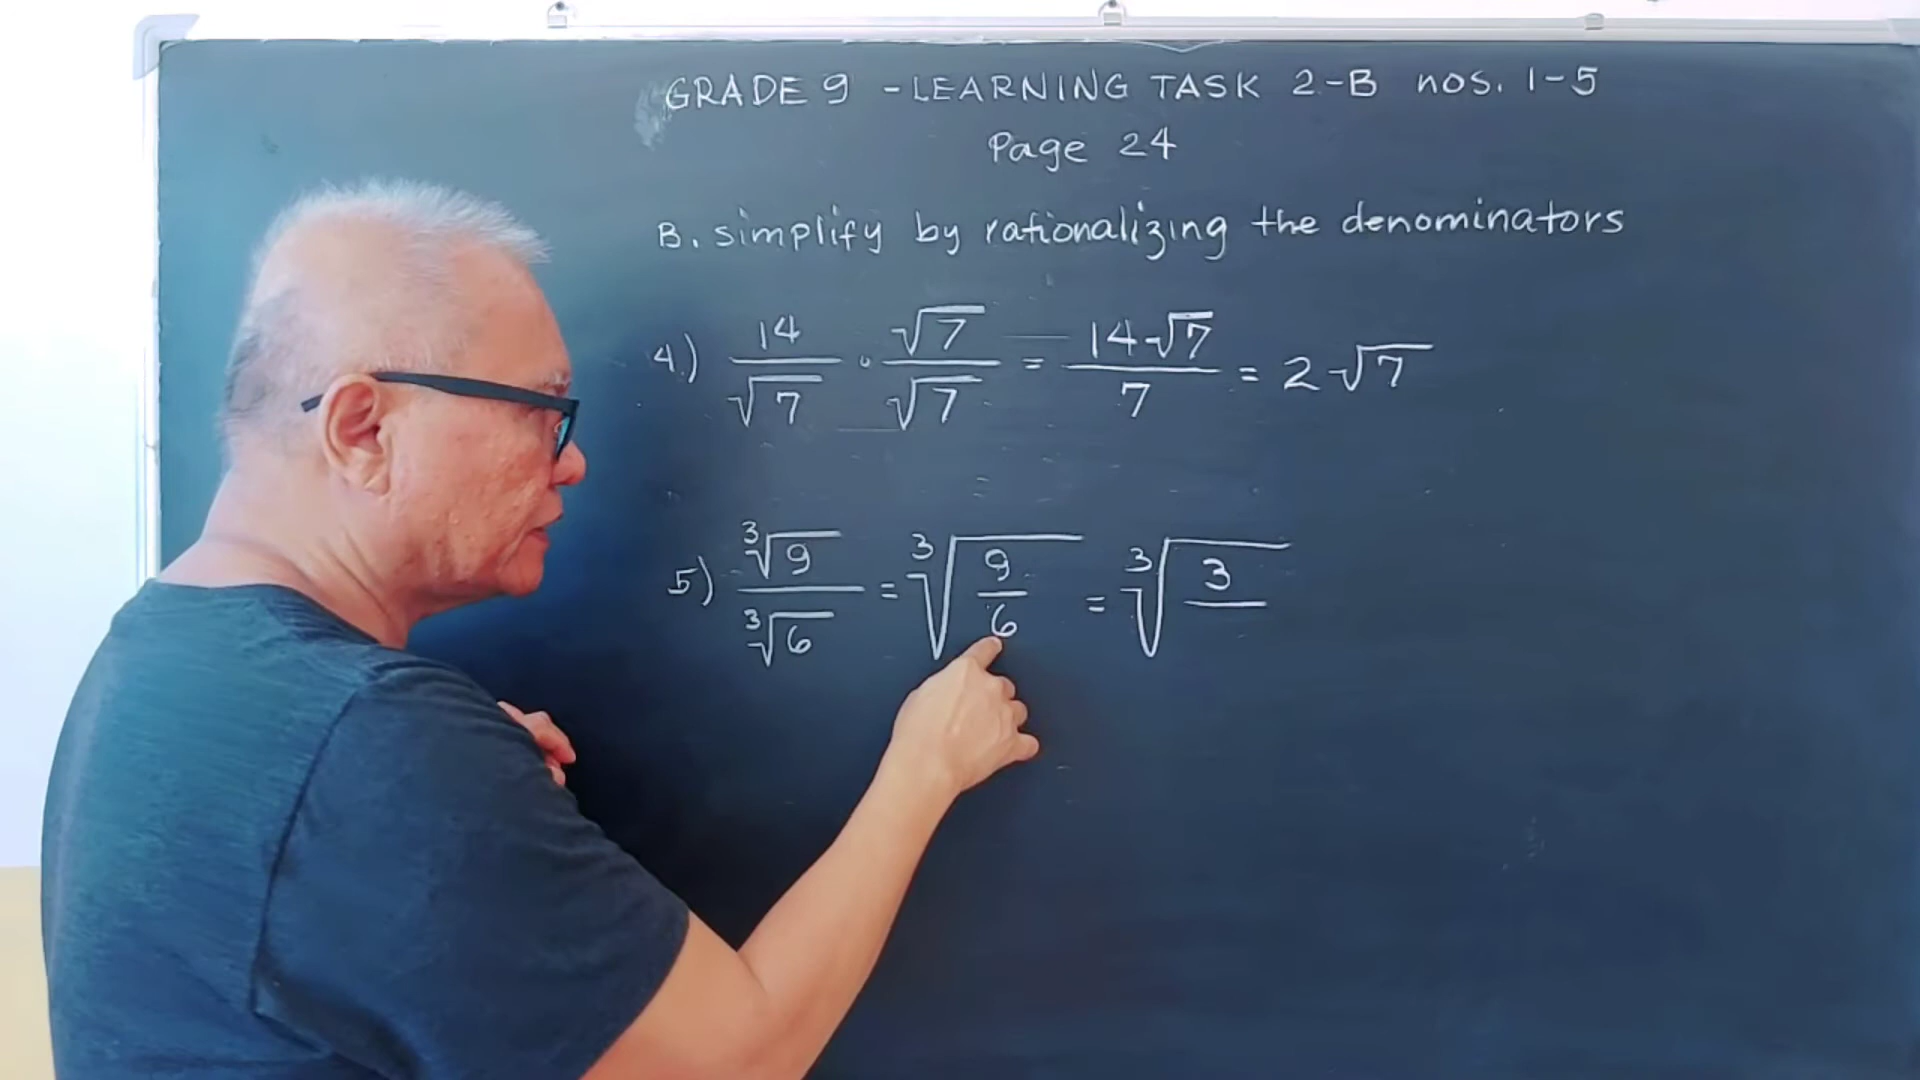 GRADE 9 - LEARNING TASK 2-B nos. 1-5
Page 24
B. simplify by rationalizing the denominators
4.) 14/√7 · √7/√7 = 14√7/7 = 2√7
5) ∛9/∛6 = ∛(9/6) = ∛(3/ )